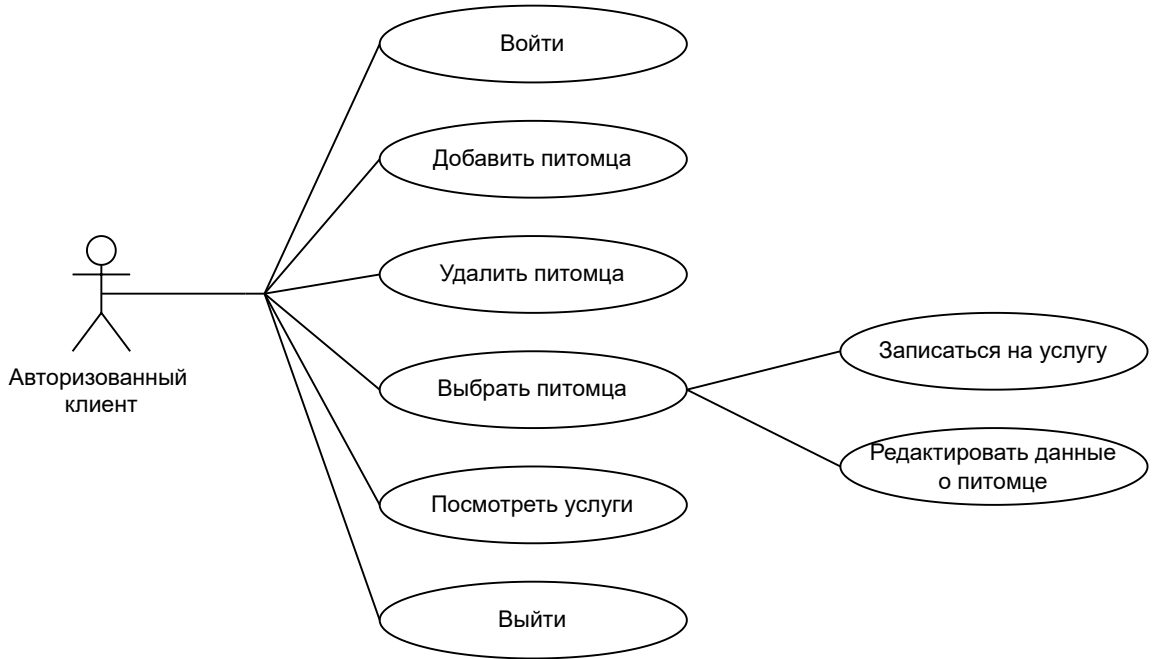 Войти
Добавить питомца
Удалить питомца
Авторизованный
клиент
Выбрать питомца
Записаться на услугу
Редактировать данные
о питомце
Посмотреть услуги
Выйти